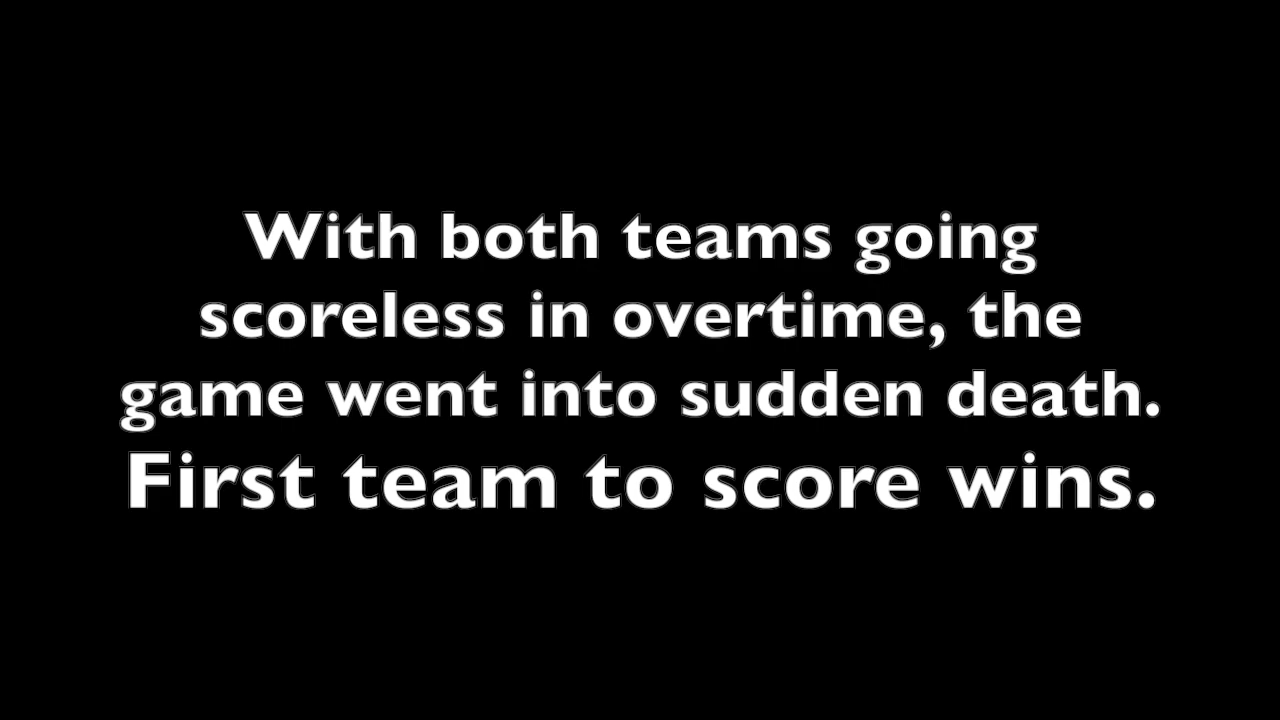 With both teams going
scoreless in overtime, the
game went into sudden death.
First team to score wins.